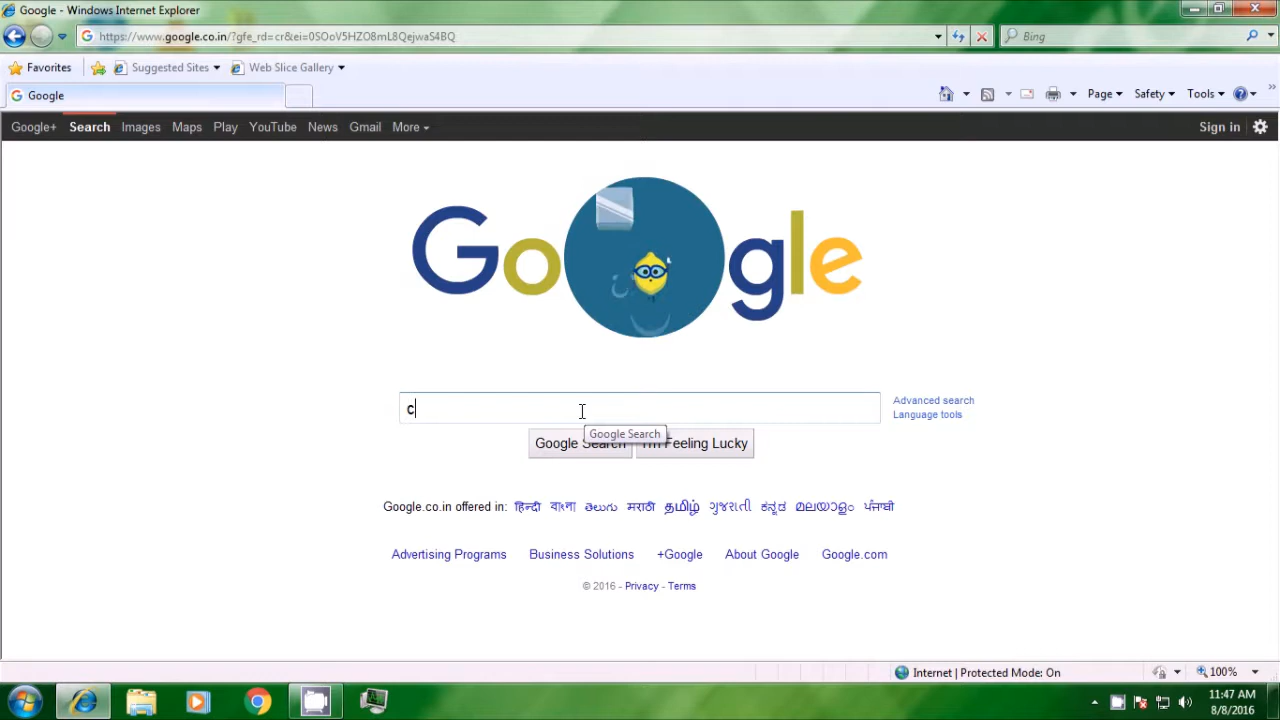 Google - Windows Internet Explorer
https://www.google.co.in/?gfe_rd=cr&ei=0SOoV5HZO8mL8QejwaS4BQ
Bing
Favorites Suggested Sites Web Slice Gallery
Google
Page Safety Tools
Google+ Search Images Maps Play YouTube News Gmail More Sign in
Google
c
Advanced search
Language tools
Google Search
Google Search I'm Feeling Lucky
Google.co.in offered in: हिन्दी বাংলা తెలుగు मराठी தமிழ் ગુજરાતી ಕನ್ನಡ മലയാളം ਪੰਜਾਬੀ
Advertising Programs Business Solutions +Google About Google Google.com
© 2016 - Privacy - Terms
Internet | Protected Mode: On 100%
11:47 AM
8/8/2016